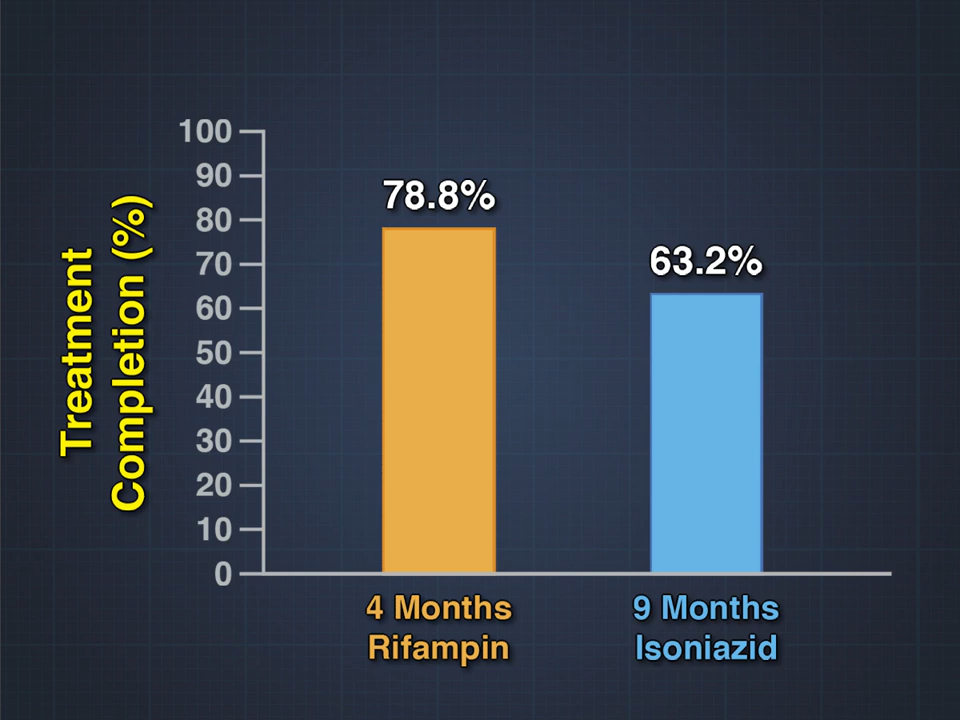 Treatment
Completion (%)
100
90
80
70
60
50
40
30
20
10
0
78.8%
63.2%
4 Months
Rifampin
9 Months
Isoniazid